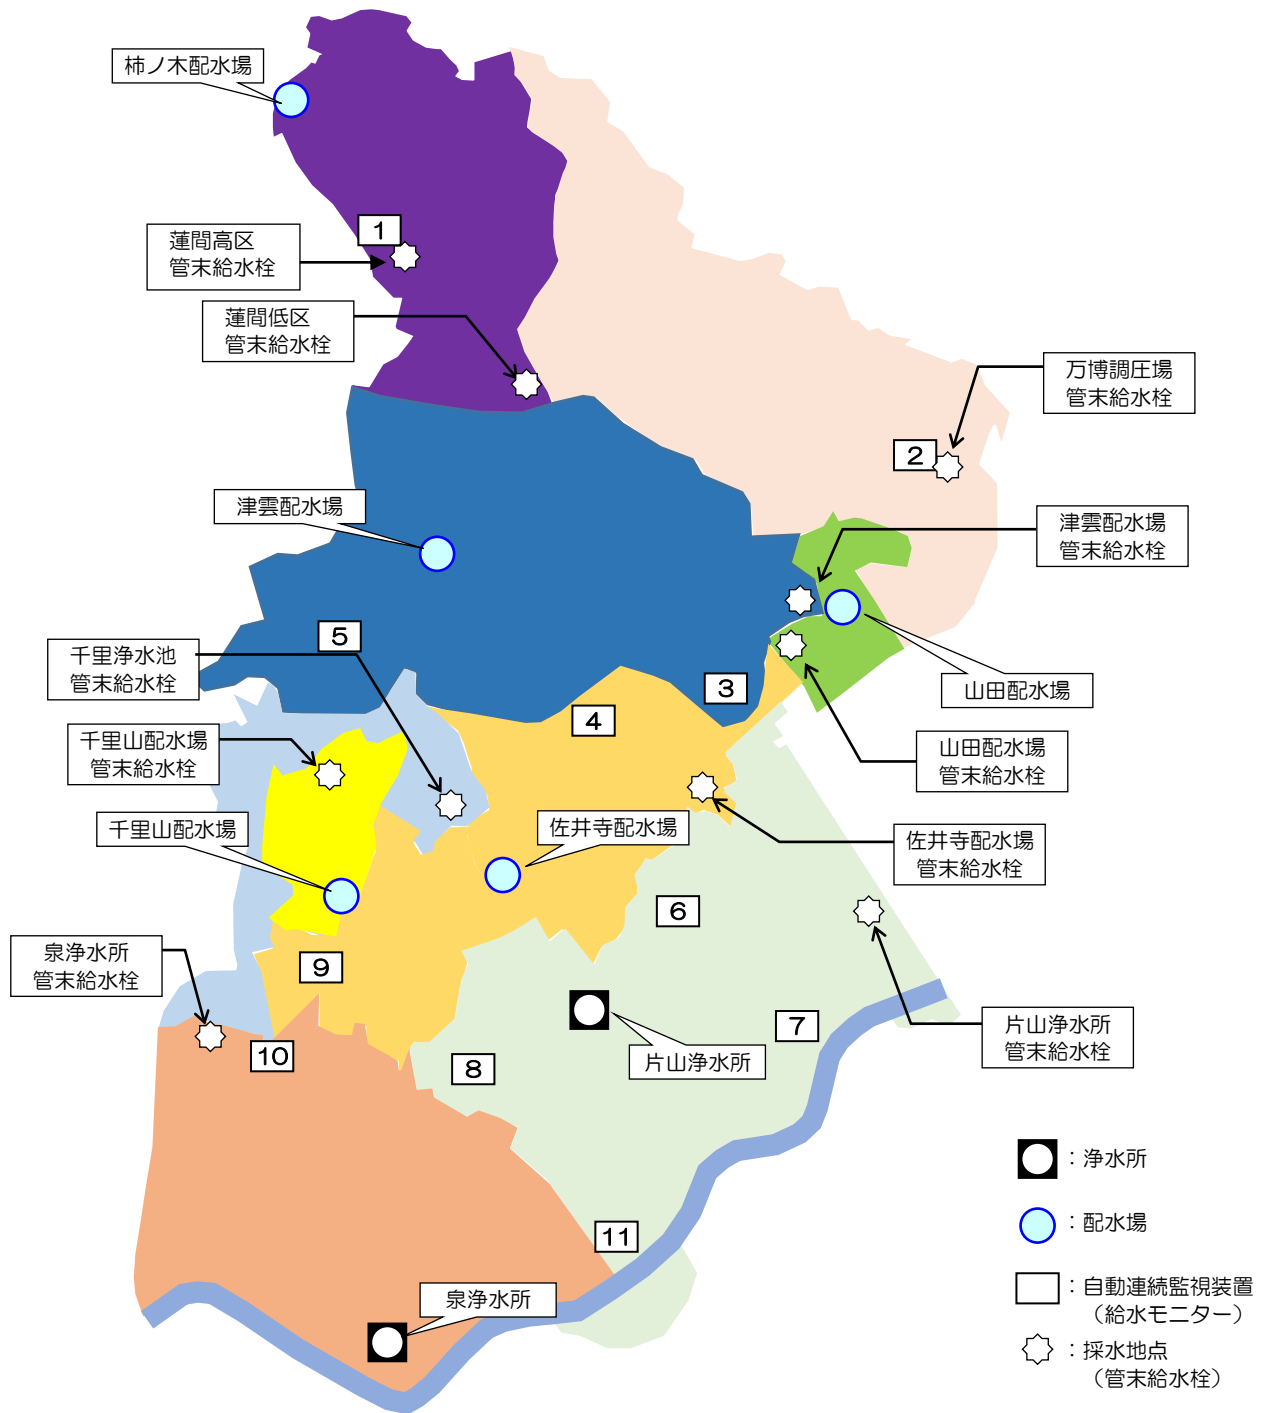 柿ノ木配水場
1
蓮間高区
管末給水栓
蓮間低区
管末給水栓
万博調圧場
管末給水栓
2
津雲配水場
津雲配水場
管末給水栓
5
千里浄水池
管末給水栓
3
山田配水場
4
千里山配水場
管末給水栓
山田配水場
管末給水栓
千里山配水場
佐井寺配水場
佐井寺配水場
管末給水栓
6
泉浄水所
管末給水栓
9
7
片山浄水所
管末給水栓
10
8
片山浄水所
：浄水所
：配水場
11
：自動連続監視装置
（給水モニター）
泉浄水所
：採水地点
（管末給水栓）